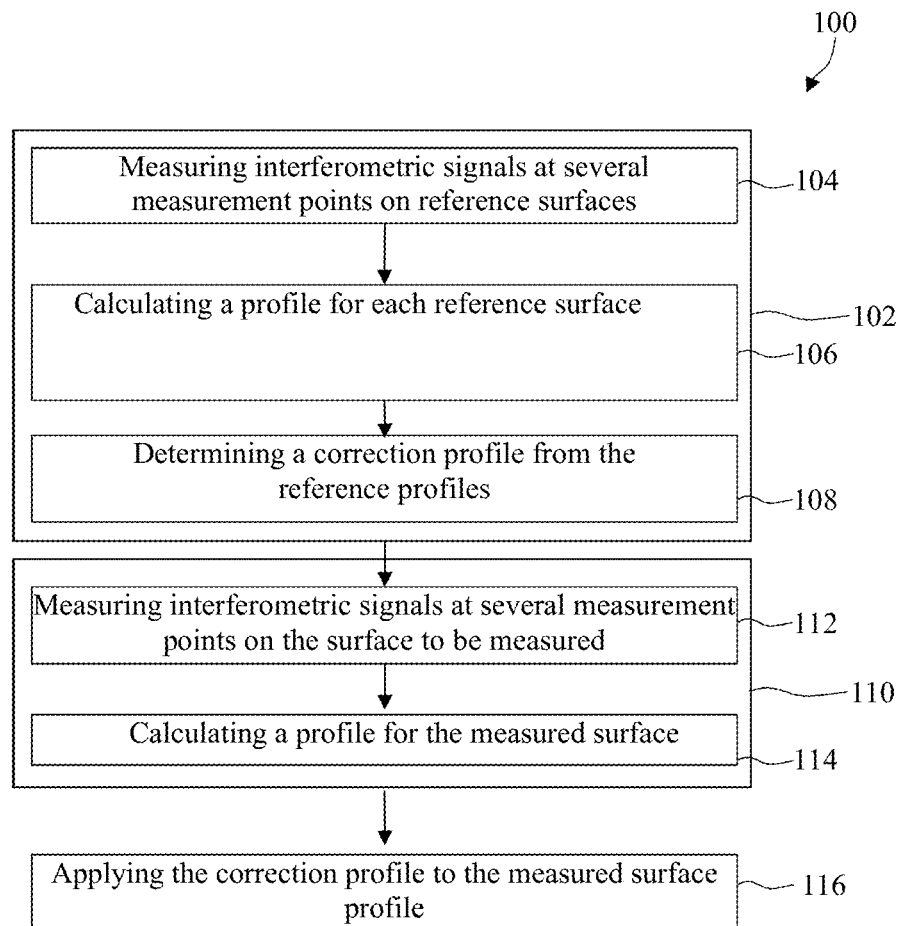 100
Measuring interferometric signals at several
measurement points on reference surfaces
104
Calculating a profile for each reference surface
102
106
Determining a correction profile from the
reference profiles
108
Measuring interferometric signals at several measurement
points on the surface to be measured
112
110
Calculating a profile for the measured surface
114
Applying the correction profile to the measured surface
profile
116